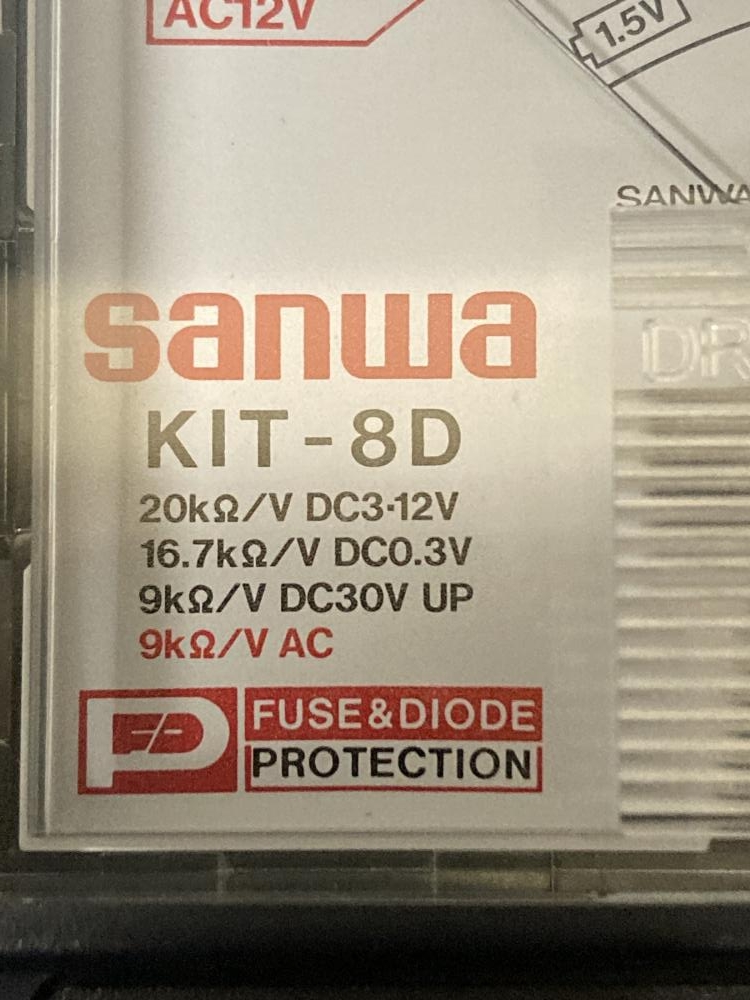 AC12V
1.5V
SANWA
DR
sanwa
KIT-8D
20kΩ/V DC3·12V
16.7kΩ/V DC0.3V
9kΩ/V DC30V UP
9kΩ/V AC
P
FUSE&DIODE
PROTECTION